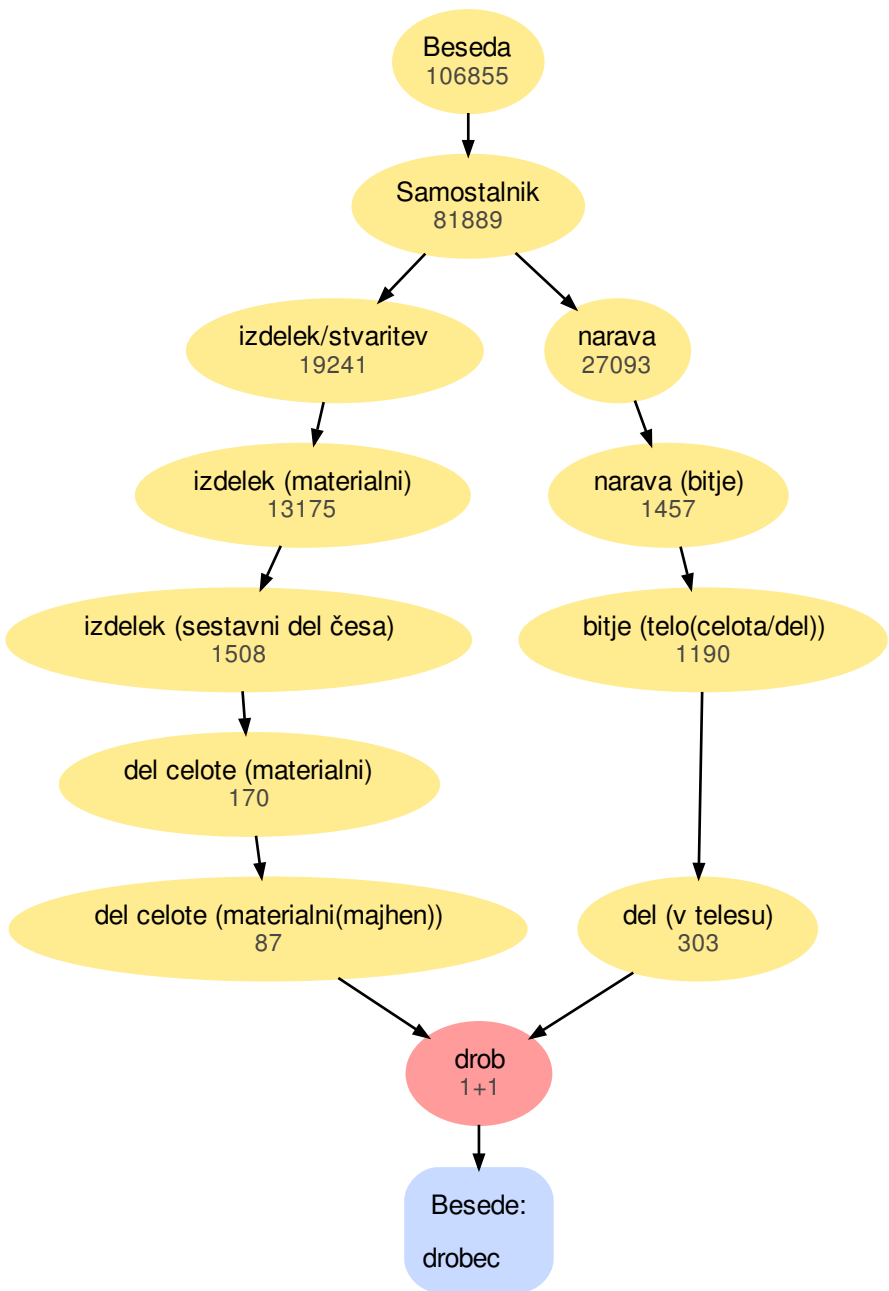 Beseda
106855
Samostalnik
81889
izdelek/stvaritev
19241
narava
27093
izdelek (materialni)
13175
narava (bitje)
1457
izdelek (sestavni del česa)
1508
bitje (telo(celota/del))
1190
del celote (materialni)
170
del celote (materialni(majhen))
87
del (v telesu)
303
drob
1+1
Besede:
drobec